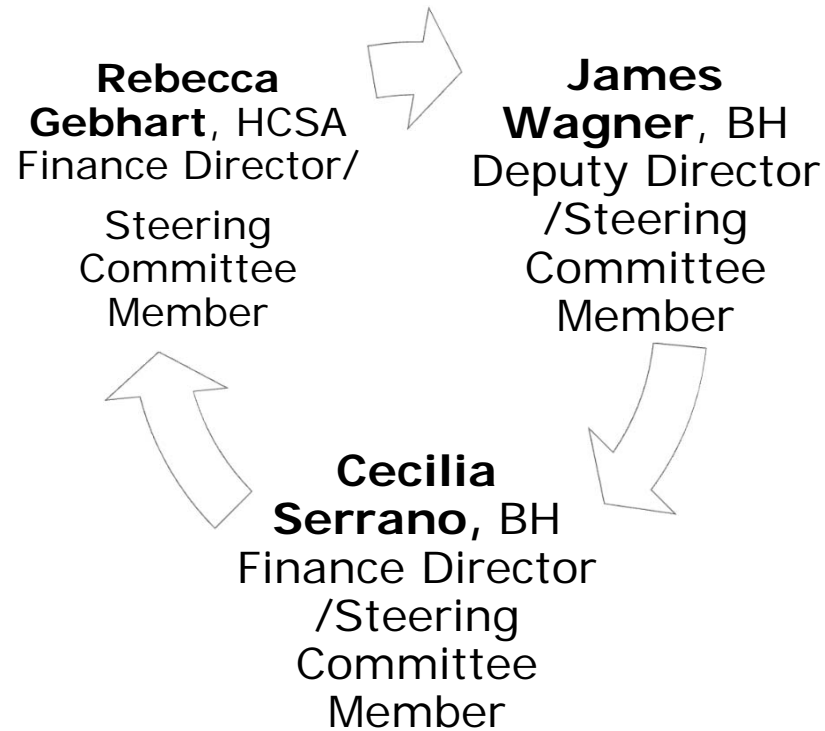 Rebecca
Gebhart, HCSA
Finance Director/
Steering
Committee
Member
James
Wagner, BH
Deputy Director
/Steering
Committee
Member
Cecilia
Serrano, BH
Finance Director
/Steering
Committee
Member